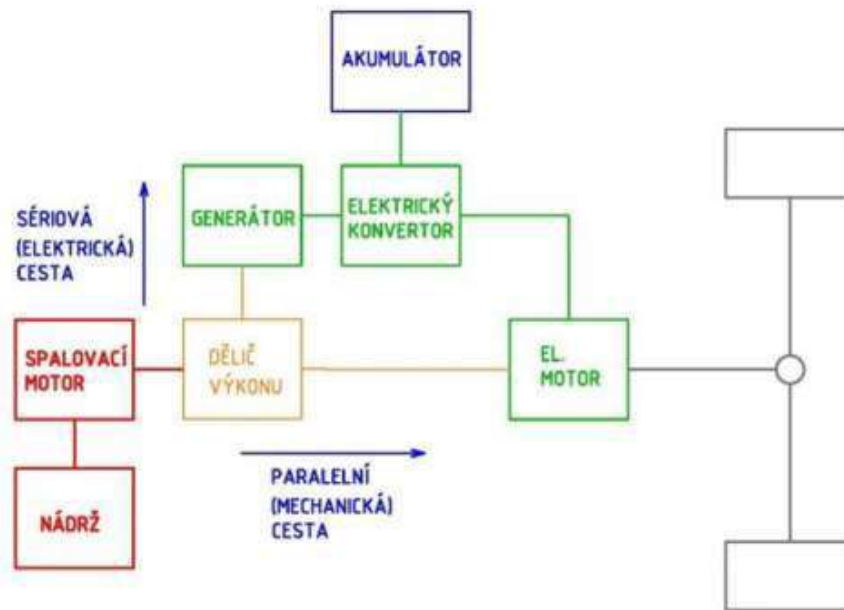 AKUMULÁTOR
SÉRIOVÁ
(ELEKTRICKÁ)
CESTA
GENERÁTOR
ELEKTRICKÝ
KONVERTOR
SPALOVACÍ
MOTOR
DĚLIČ
VÝKONU
EL.
MOTOR
PARALELNÍ
(MECHANICKÁ)
CESTA
NÁDRŽ